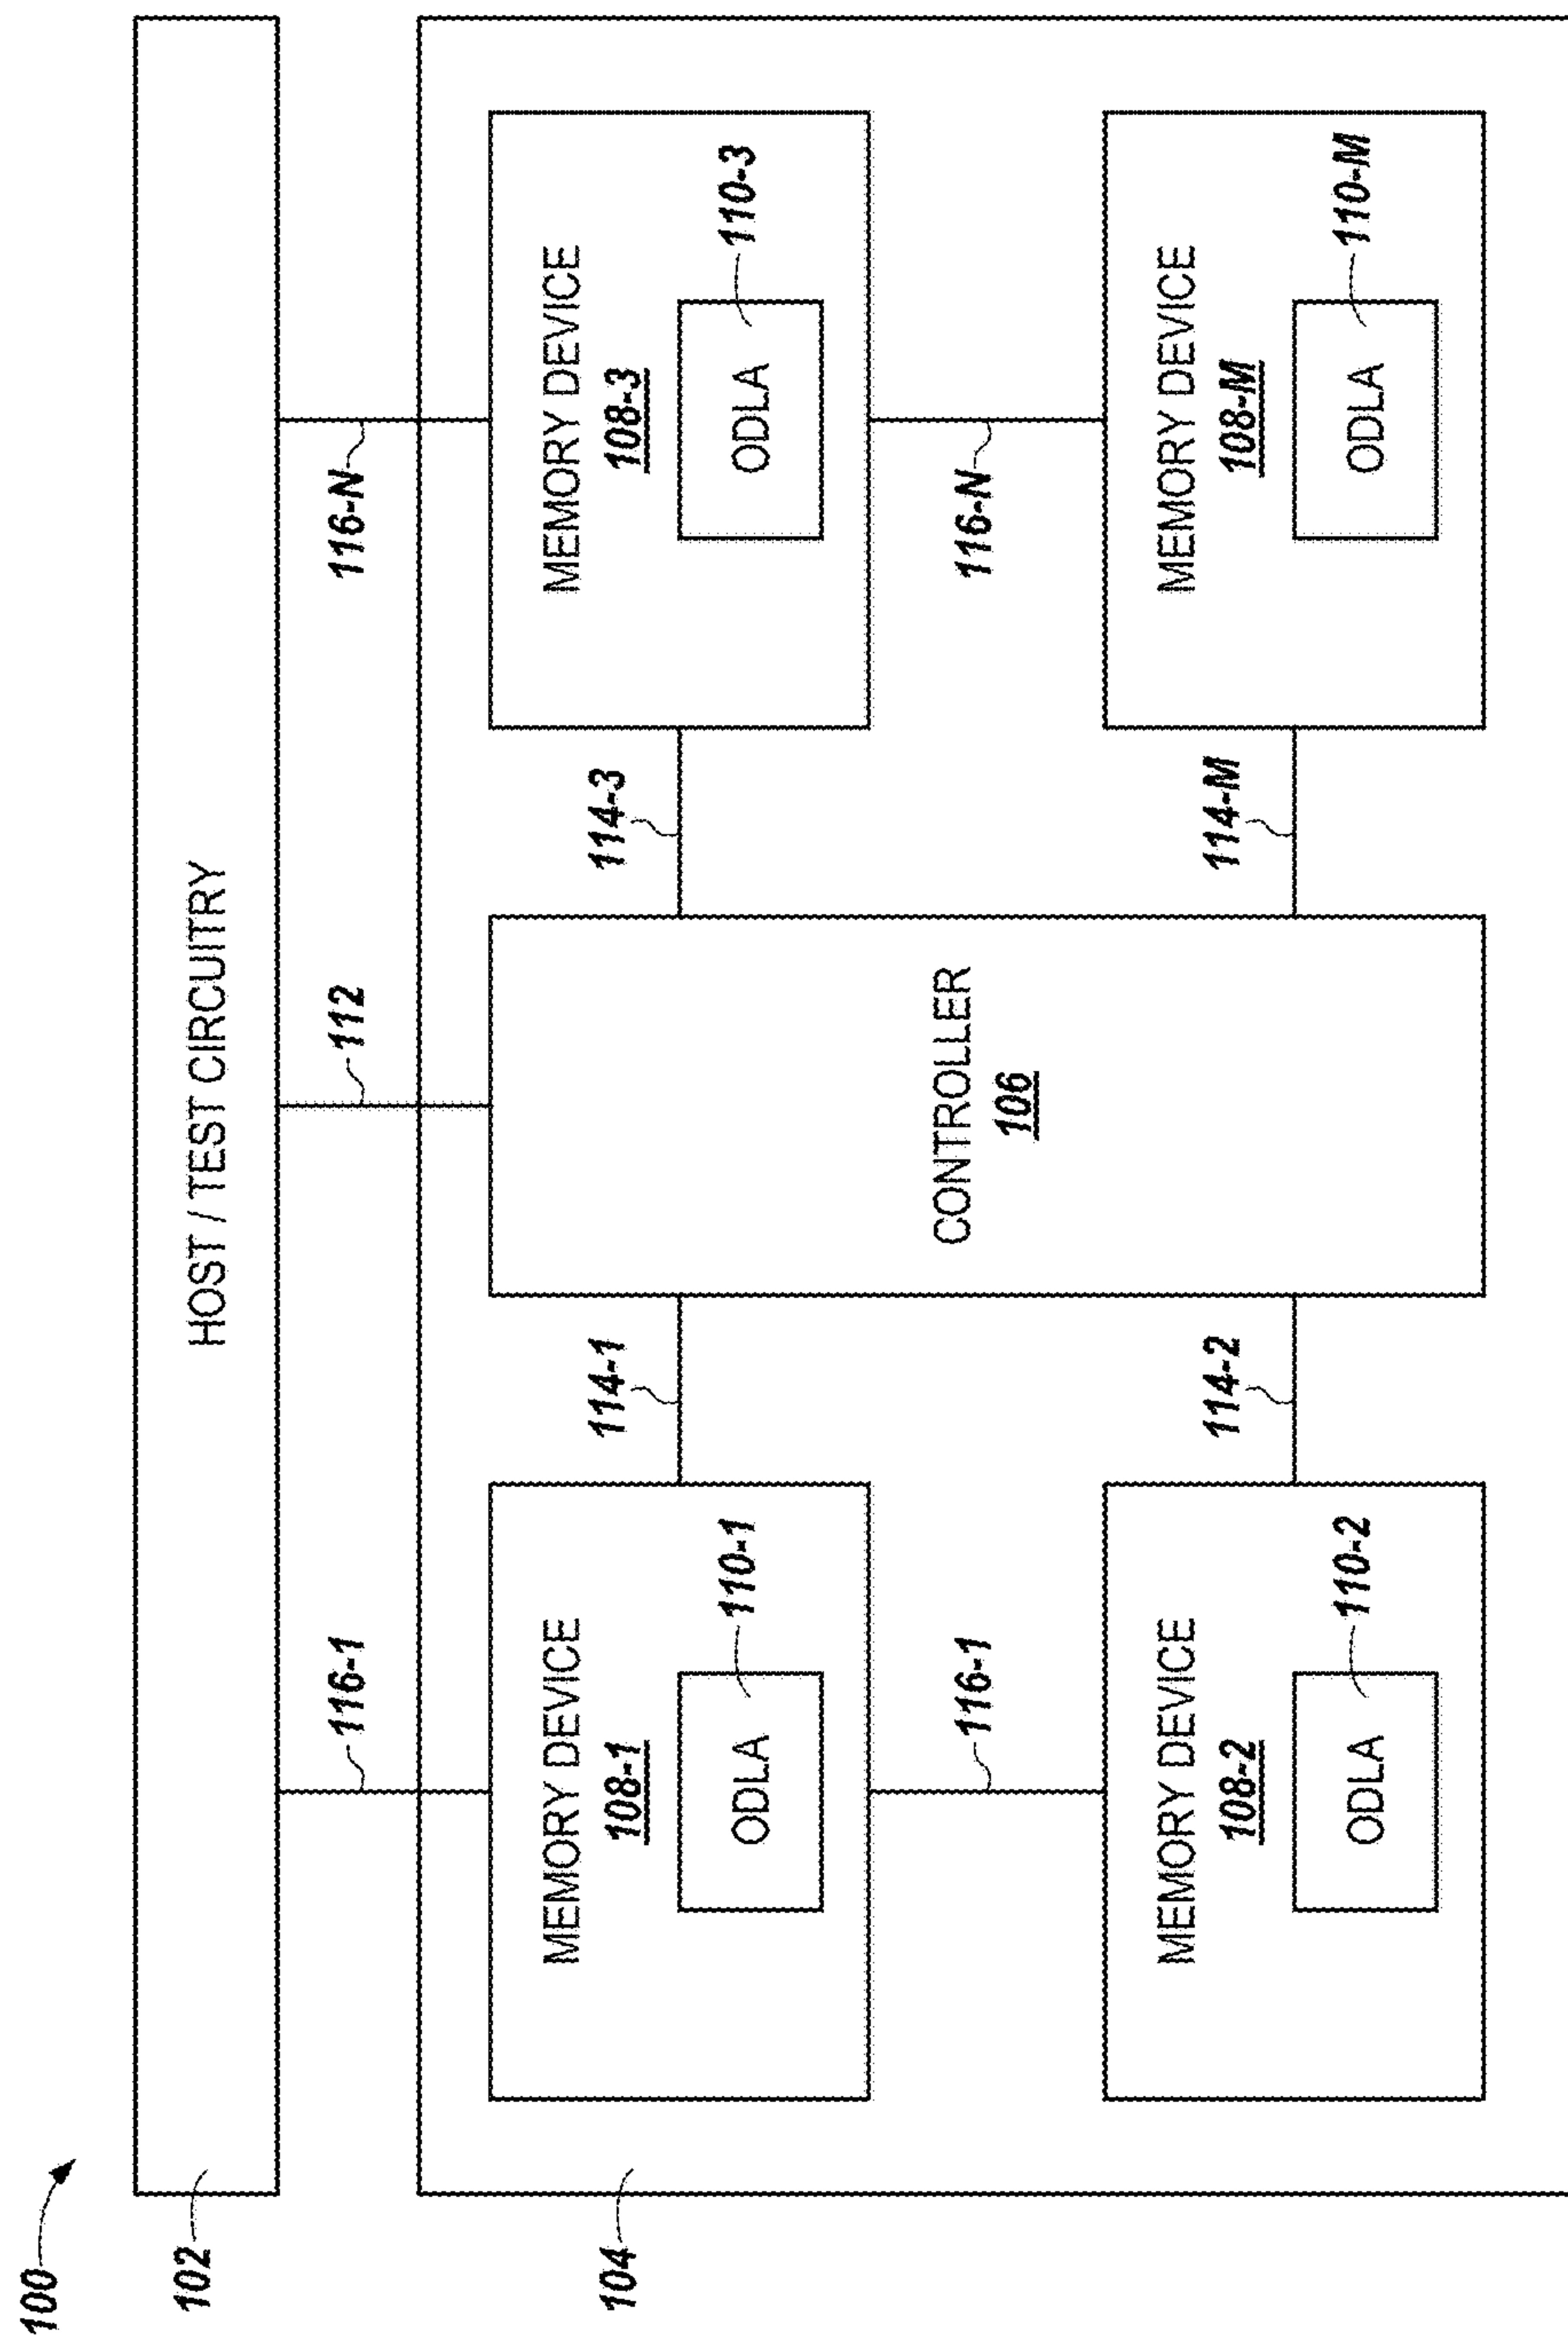 100
102
HOST / TEST CIRCUITRY
116-1
112
116-N
104
MEMORY DEVICE
108-1
ODLA
110-1
114-1
CONTROLLER
106
114-3
MEMORY DEVICE
108-3
ODLA
110-3
116-1
116-N
MEMORY DEVICE
108-2
ODLA
110-2
114-2
114-M
MEMORY DEVICE
108-M
ODLA
110-M